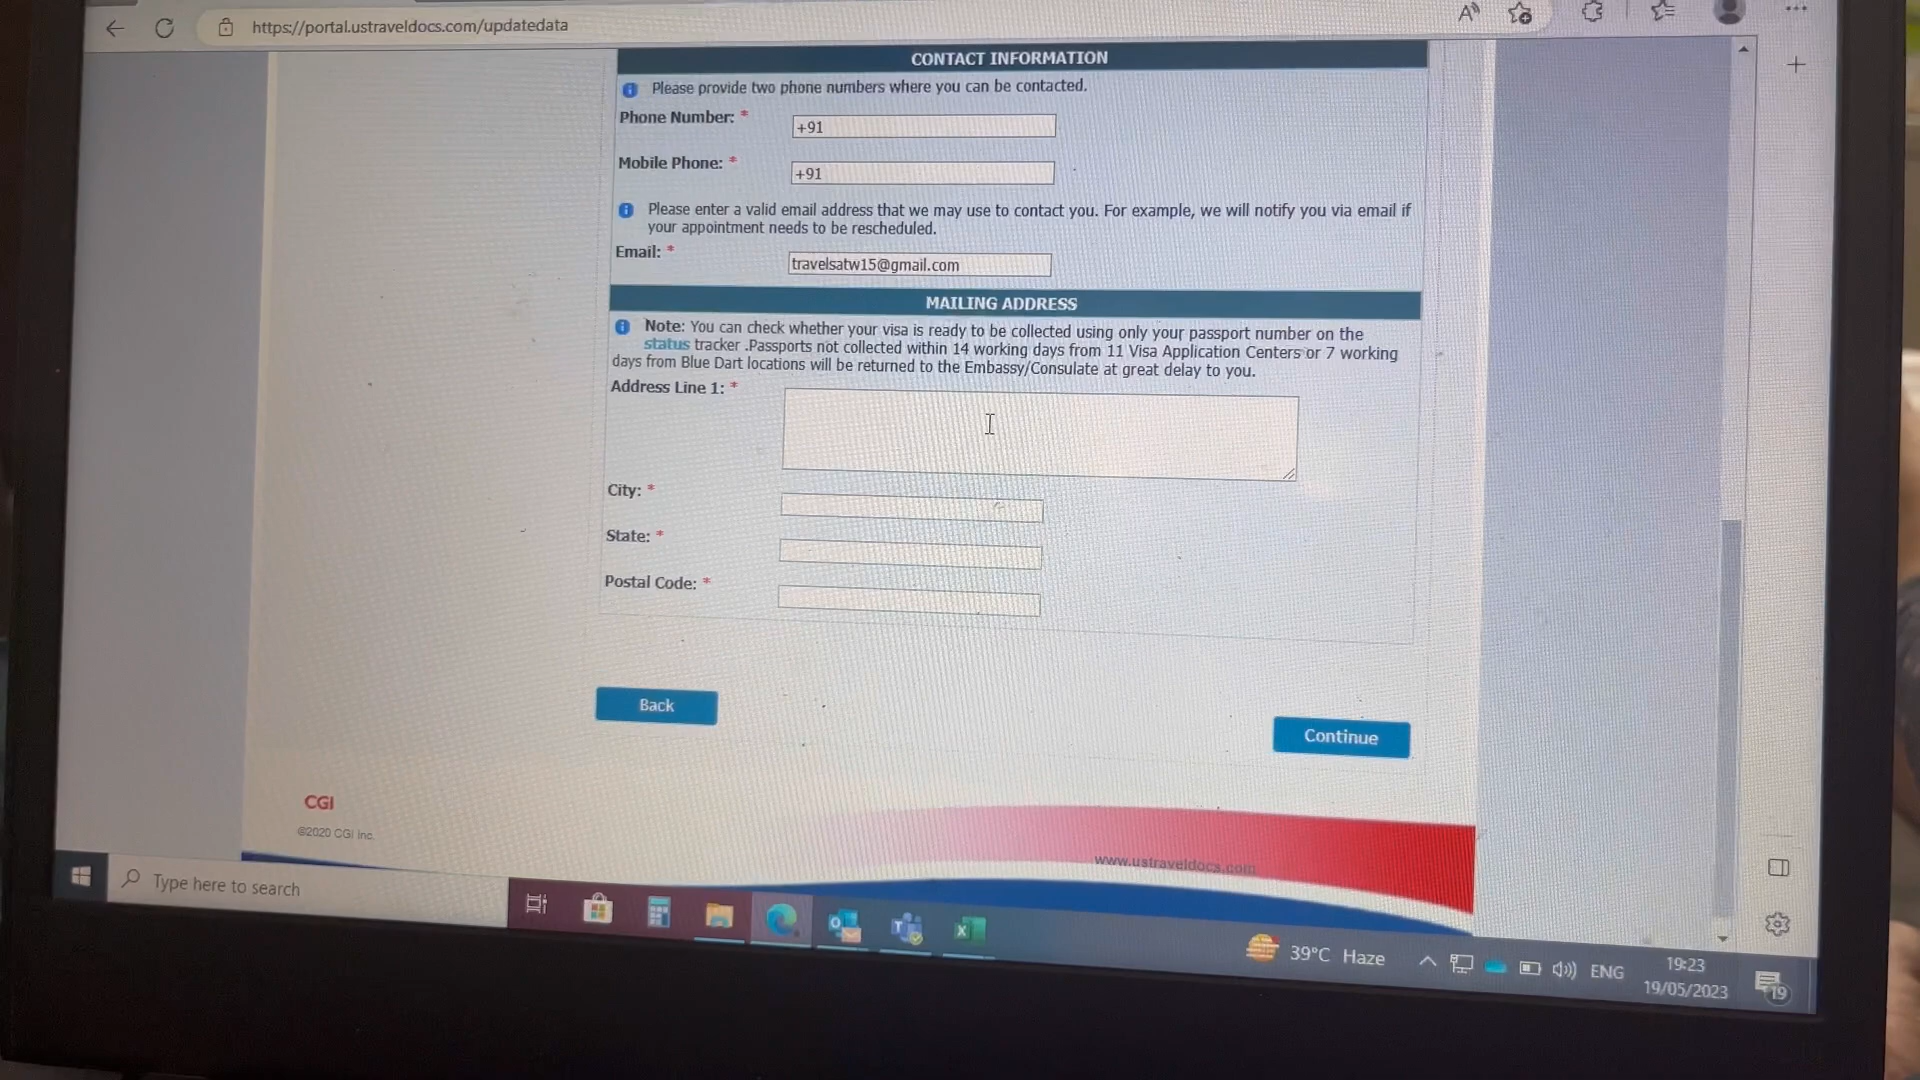 https://portal.ustraveldocs.com/updatedata
CONTACT INFORMATION
Please provide two phone numbers where you can be contacted.
Phone Number: *
+91
Mobile Phone: *
+91
Please enter a valid email address that we may use to contact you. For example, we will notify you via email if
your appointment needs to be rescheduled.
Email: *
travelsatw15@gmail.com
MAILING ADDRESS
Note: You can check whether your visa is ready to be collected using only your passport number on the
status tracker .Passports not collected within 14 working days from 11 Visa Application Centers or 7 working
days from Blue Dart locations will be returned to the Embassy/Consulate at great delay to you.
Address Line 1: *
City: *
State: *
Postal Code: *
Back
Continue
CGI
©2020 CGI Inc.
www.ustraveldocs.com
Type here to search
39°C Haze
ENG
19:23
19/05/2023
19